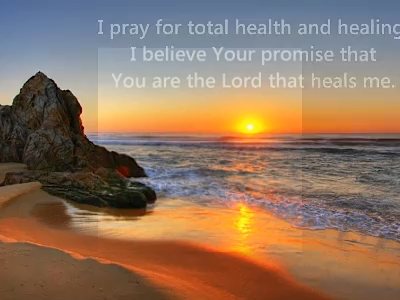 I pray for total health and healing
I believe Your promise that
You are the Lord that heals me.